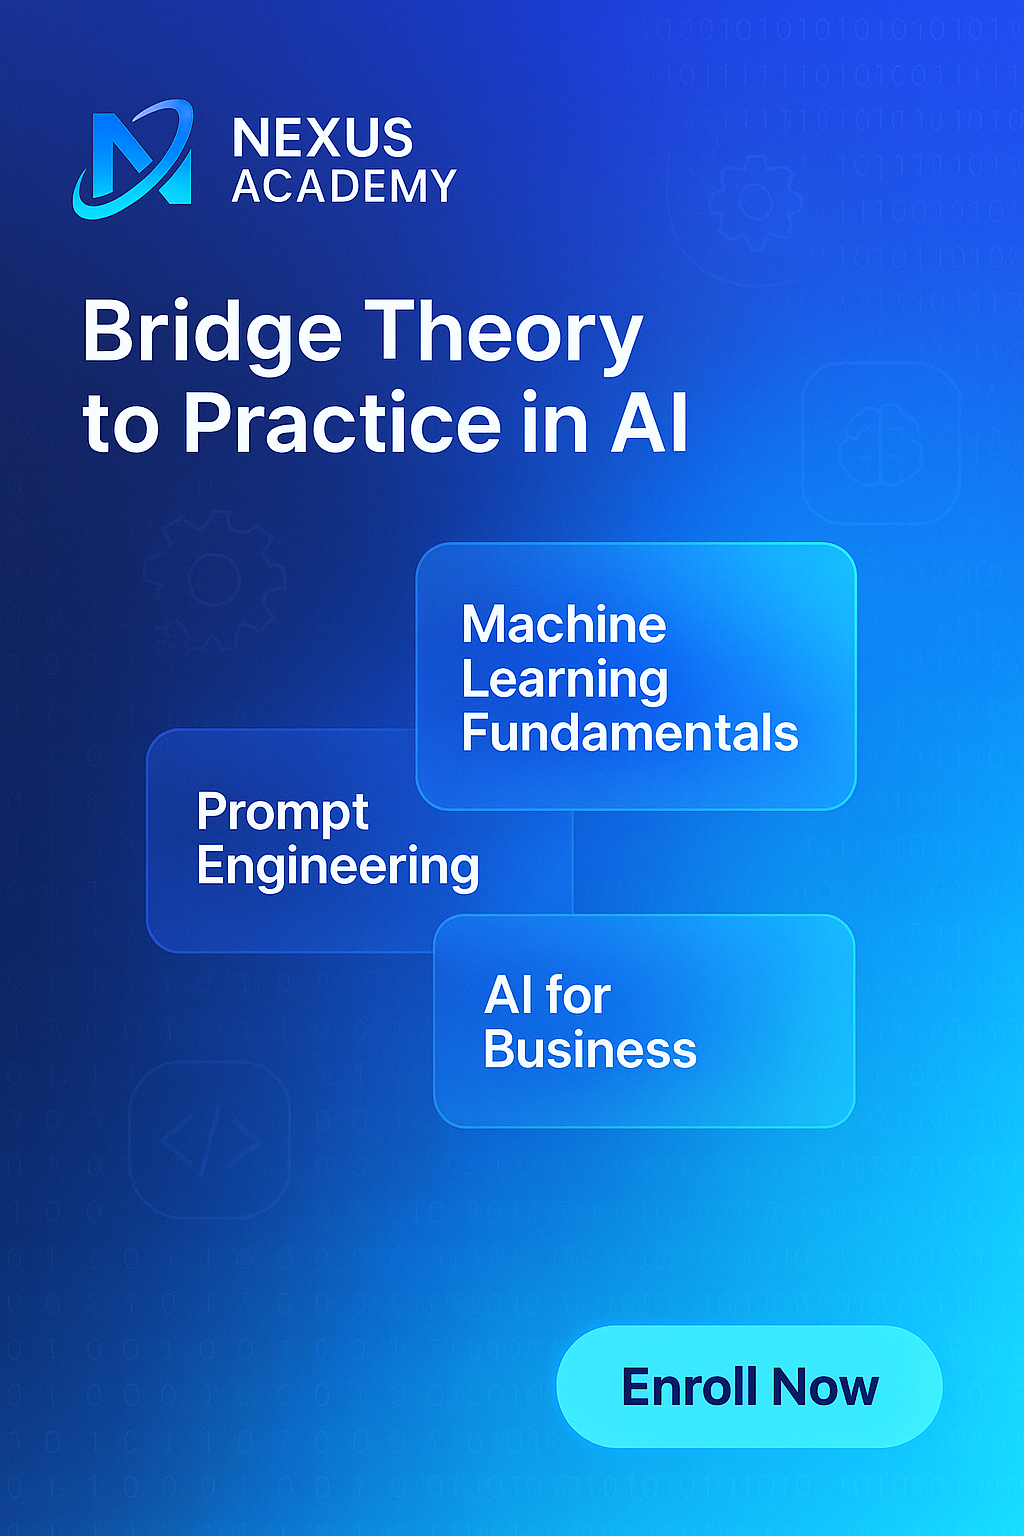 NEXUS
ACADEMY
Bridge Theory
to Practice in AI
Machine
Learning
Fundamentals
Prompt
Engineering
AI for
Business
</>
Enroll Now